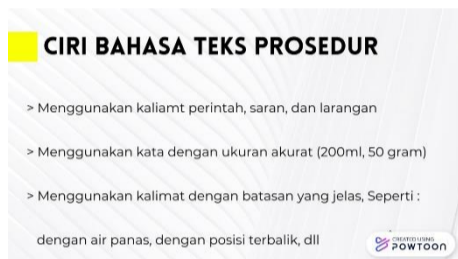 CIRI BAHASA TEKS PROSEDUR
> Menggunakan kaliamt perintah, saran, dan larangan
> Menggunakan kata dengan ukuran akurat (200ml, 50 gram)
> Menggunakan kalimat dengan batasan yang jelas, Seperti :
dengan air panas, dengan posisi terbalik, dll
CREATED USING
POWTOON